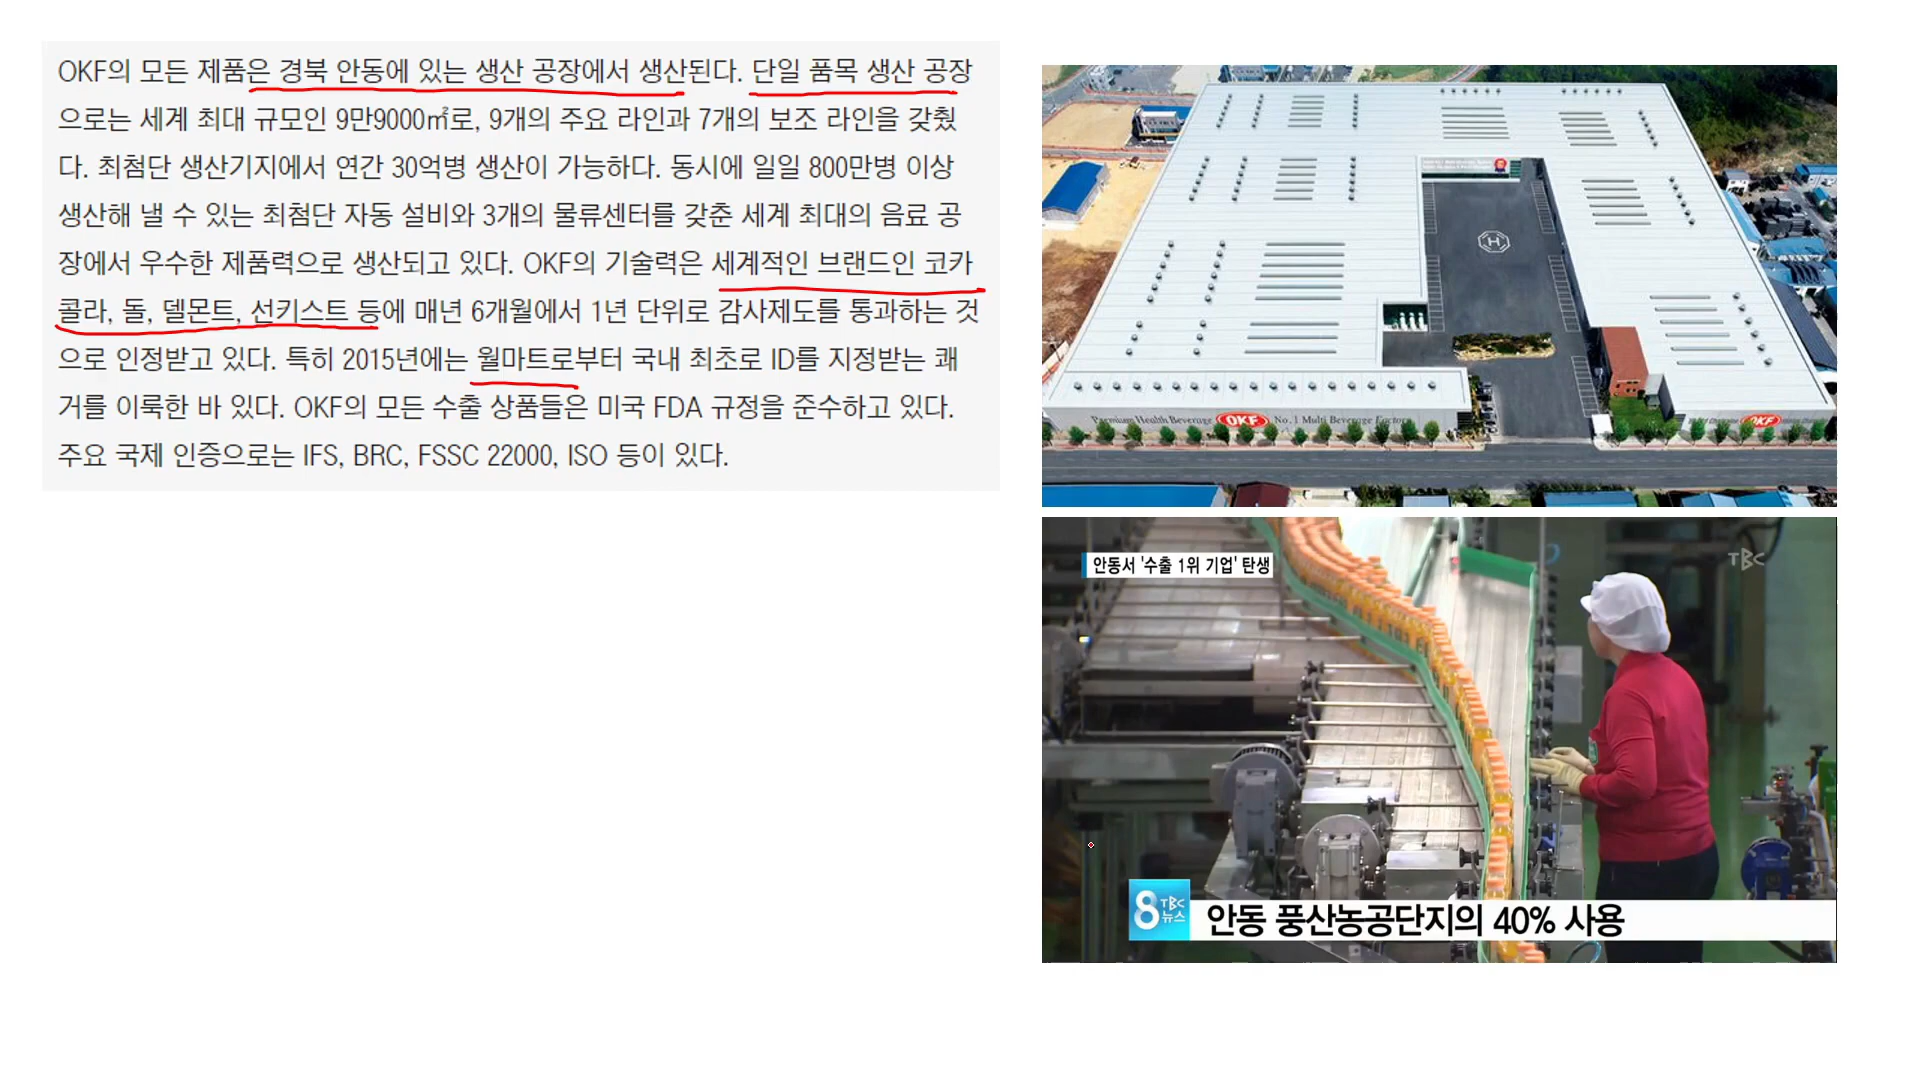 OKF의 모든 제품은 경북 안동에 있는 생산 공장에서 생산된다. 단일 품목 생산 공장
으로는 세계 최대 규모인 9만9000㎡로, 9개의 주요 라인과 7개의 보조 라인을 갖췄
다. 최첨단 생산기지에서 연간 30억병 생산이 가능하다. 동시에 일일 800만병 이상
생산해 낼 수 있는 최첨단 자동 설비와 3개의 물류센터를 갖춘 세계 최대의 음료 공
장에서 우수한 제품력으로 생산되고 있다. OKF의 기술력은 세계적인 브랜드인 코카
콜라, 돌, 델몬트, 선키스트 등에 매년 6개월에서 1년 단위로 감사제도를 통과하는 것
으로 인정받고 있다. 특히 2015년에는 월마트로부터 국내 최초로 ID를 지정받는 쾌
거를 이룩한 바 있다. OKF의 모든 수출 상품들은 미국 FDA 규정을 준수하고 있다.
주요 국제 인증으로는 IFS, BRC, FSSC 22000, ISO 등이 있다.
H
Premium Health Beverage OKF No.1 Multi Beverage Factory
OKF
안동서 '수출 1위 기업' 탄생
TBC
8 TBC 뉴스
안동 풍산농공단지의 40% 사용